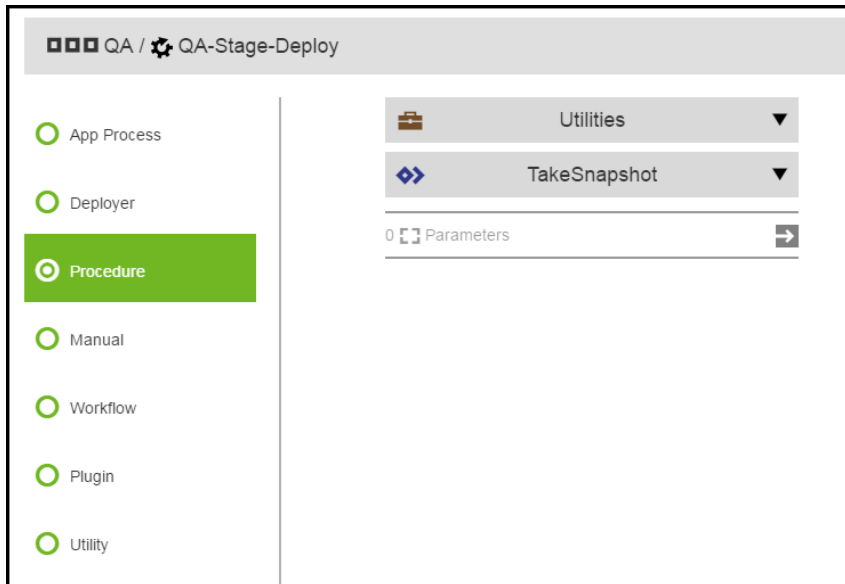 QA / QA-Stage-Deploy
App Process
Deployer
Procedure
Manual
Workflow
Plugin
Utility
Utilities
TakeSnapshot
0 Parameters